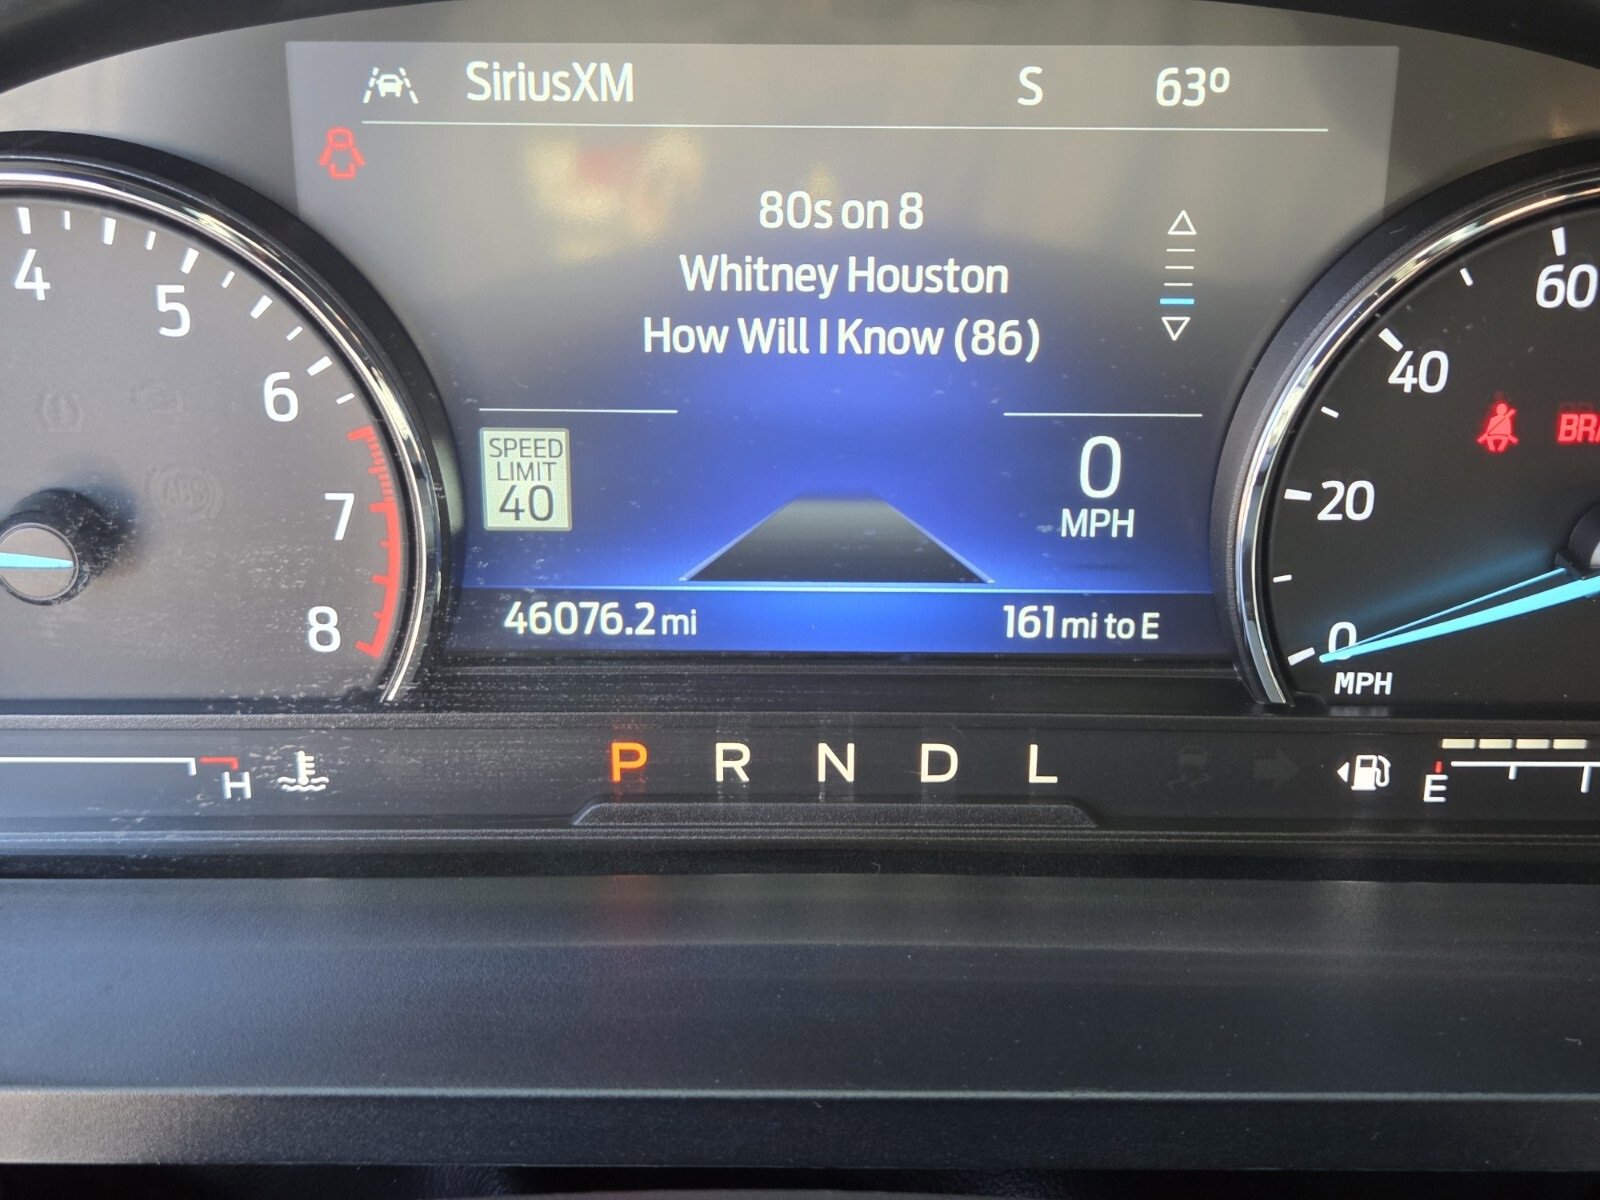 SiriusXM S 63º
80s on 8
Whitney Houston
How Will I Know (86)
SPEED
LIMIT
40
0
MPH
46076.2 mi
161 mi to E
4
5
6
7
8
60
40
20
0
MPH
H
P R N D L
E